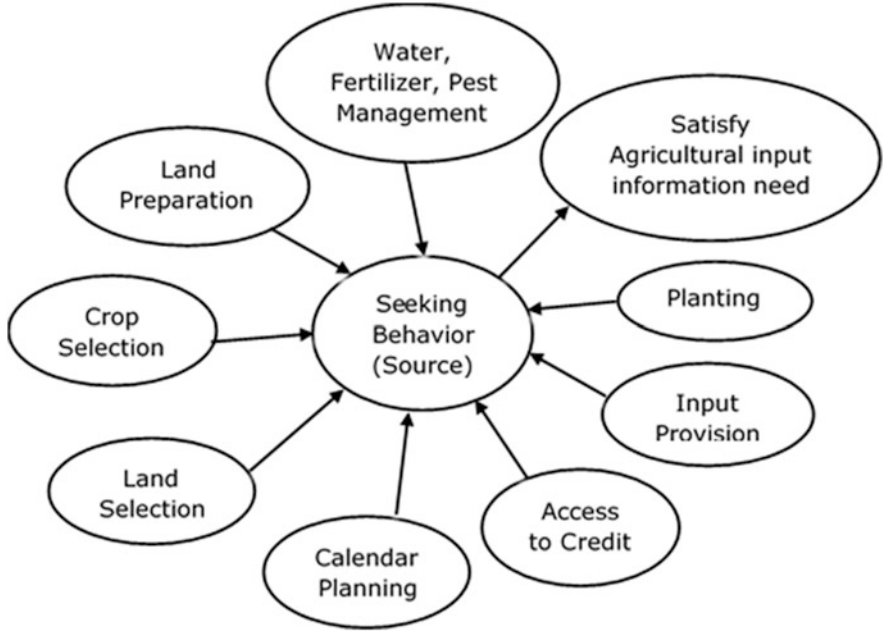 Water,
Fertilizer, Pest
Management
Satisfy
Agricultural input
information need
Land
Preparation
Planting
Seeking
Behavior
(Source)
Crop
Selection
Input
Provision
Land
Selection
Access
to Credit
Calendar
Planning